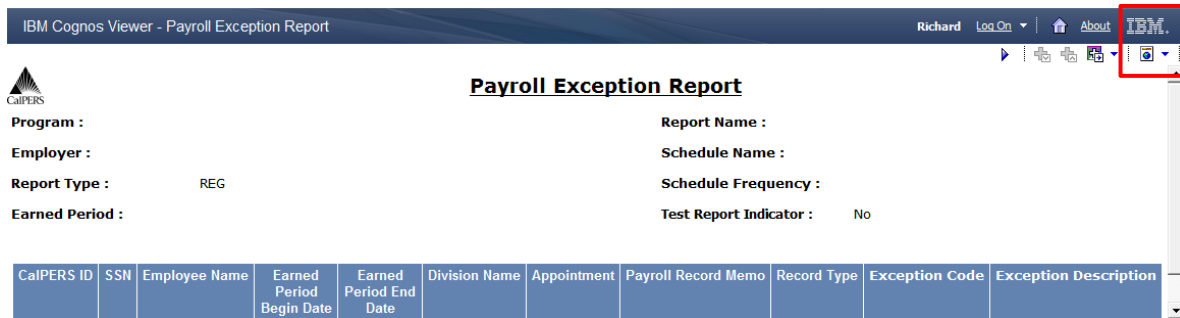 IBM Cognos Viewer - Payroll Exception Report Richard Log On About IBM.
CalPERS
Payroll Exception Report
Program : Report Name :
Employer : Schedule Name :
Report Type : REG Schedule Frequency :
Earned Period : Test Report Indicator : No
CalPERS ID SSN Employee Name Earned Period Begin Date Earned Period End Date Division Name Appointment Payroll Record Memo Record Type Exception Code Exception Description